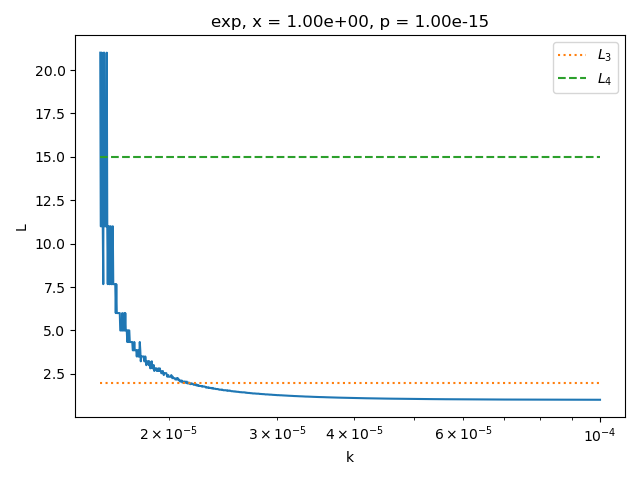 exp, x = 1.00e+00, p = 1.00e-15
L₃
L₄
20.0
17.5
15.0
12.5
10.0
7.5
5.0
2.5
L
2 × 10⁻⁵
3 × 10⁻⁵
4 × 10⁻⁵
6 × 10⁻⁵
10⁻⁴
k